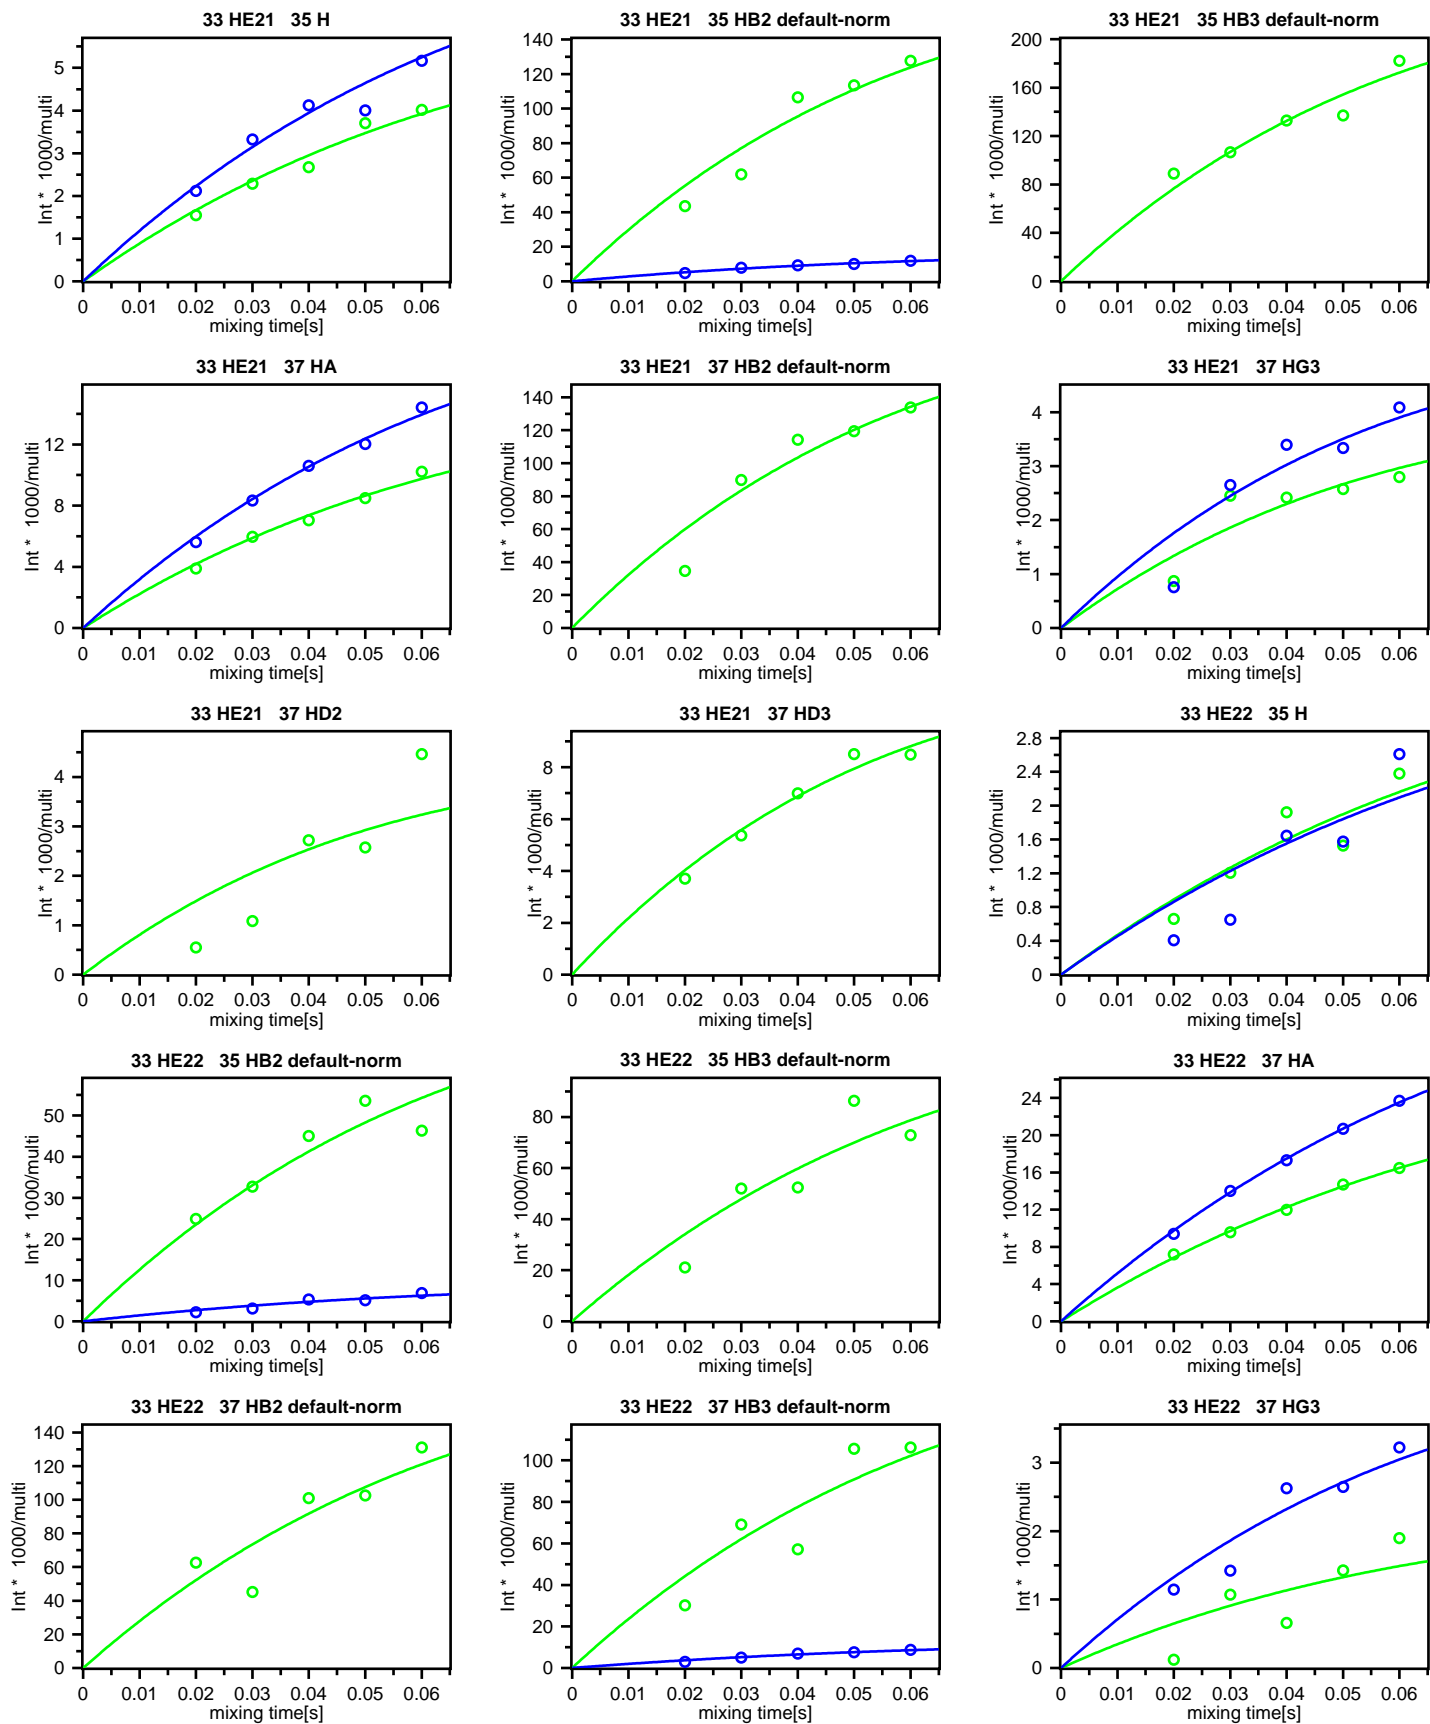 33 HE21 35 H
Int * 1000/multi
5
4
3
2
1
0
0 0.01 0.02 0.03 0.04 0.05 0.06
mixing time[s]
33 HE21 35 HB2 default-norm
Int * 1000/multi
140
120
100
80
60
40
20
0
0 0.01 0.02 0.03 0.04 0.05 0.06
mixing time[s]
33 HE21 35 HB3 default-norm
Int * 1000/multi
200
160
120
80
40
0
0 0.01 0.02 0.03 0.04 0.05 0.06
mixing time[s]
33 HE21 37 HA
Int * 1000/multi
12
8
4
0
0 0.01 0.02 0.03 0.04 0.05 0.06
mixing time[s]
33 HE21 37 HB2 default-norm
Int * 1000/multi
140
120
100
80
60
40
20
0
0 0.01 0.02 0.03 0.04 0.05 0.06
mixing time[s]
33 HE21 37 HG3
Int * 1000/multi
4
3
2
1
0
0 0.01 0.02 0.03 0.04 0.05 0.06
mixing time[s]
33 HE21 37 HD2
Int * 1000/multi
4
3
2
1
0
0 0.01 0.02 0.03 0.04 0.05 0.06
mixing time[s]
33 HE21 37 HD3
Int * 1000/multi
8
6
4
2
0
0 0.01 0.02 0.03 0.04 0.05 0.06
mixing time[s]
33 HE22 35 H
Int * 1000/multi
2.8
2.4
2
1.6
1.2
0.8
0.4
0
0 0.01 0.02 0.03 0.04 0.05 0.06
mixing time[s]
33 HE22 35 HB2 default-norm
Int * 1000/multi
50
40
30
20
10
0
0 0.01 0.02 0.03 0.04 0.05 0.06
mixing time[s]
33 HE22 35 HB3 default-norm
Int * 1000/multi
80
60
40
20
0
0 0.01 0.02 0.03 0.04 0.05 0.06
mixing time[s]
33 HE22 37 HA
Int * 1000/multi
24
20
16
12
8
4
0
0 0.01 0.02 0.03 0.04 0.05 0.06
mixing time[s]
33 HE22 37 HB2 default-norm
Int * 1000/multi
140
120
100
80
60
40
20
0
0 0.01 0.02 0.03 0.04 0.05 0.06
mixing time[s]
33 HE22 37 HB3 default-norm
Int * 1000/multi
100
80
60
40
20
0
0 0.01 0.02 0.03 0.04 0.05 0.06
mixing time[s]
33 HE22 37 HG3
Int * 1000/multi
3
2
1
0
0 0.01 0.02 0.03 0.04 0.05 0.06
mixing time[s]